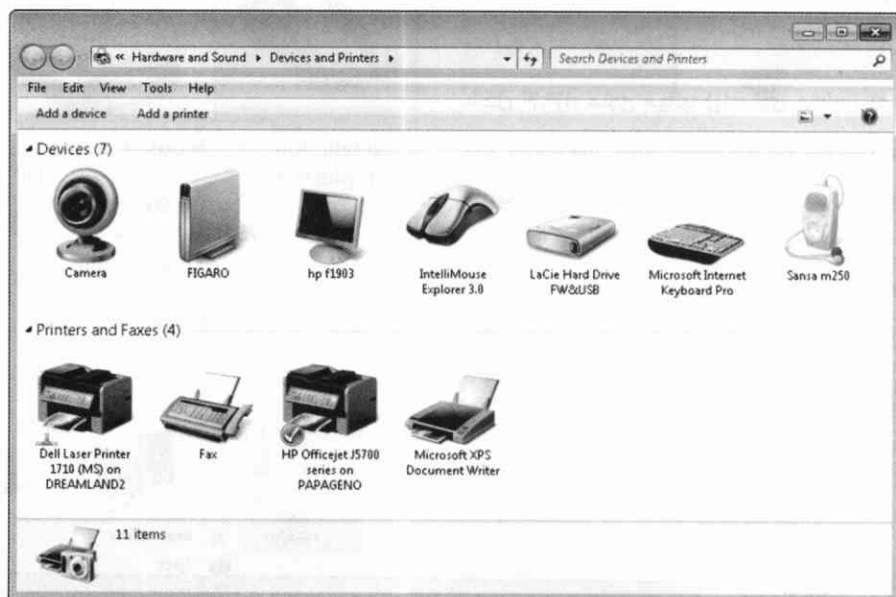 « Hardware and Sound ▸ Devices and Printers ▸
Search Devices and Printers
File Edit View Tools Help
Add a device Add a printer
Devices (7)
Camera
FIGARO
hp f1903
IntelliMouse
Explorer 3.0
LaCie Hard Drive
FW&USB
Microsoft Internet
Keyboard Pro
Sansa m250
Printers and Faxes (4)
Dell Laser Printer
1710 (MS) on
DREAMLAND2
Fax
HP Officejet J5700
series on
PAPAGENO
Microsoft XPS
Document Writer
11 items